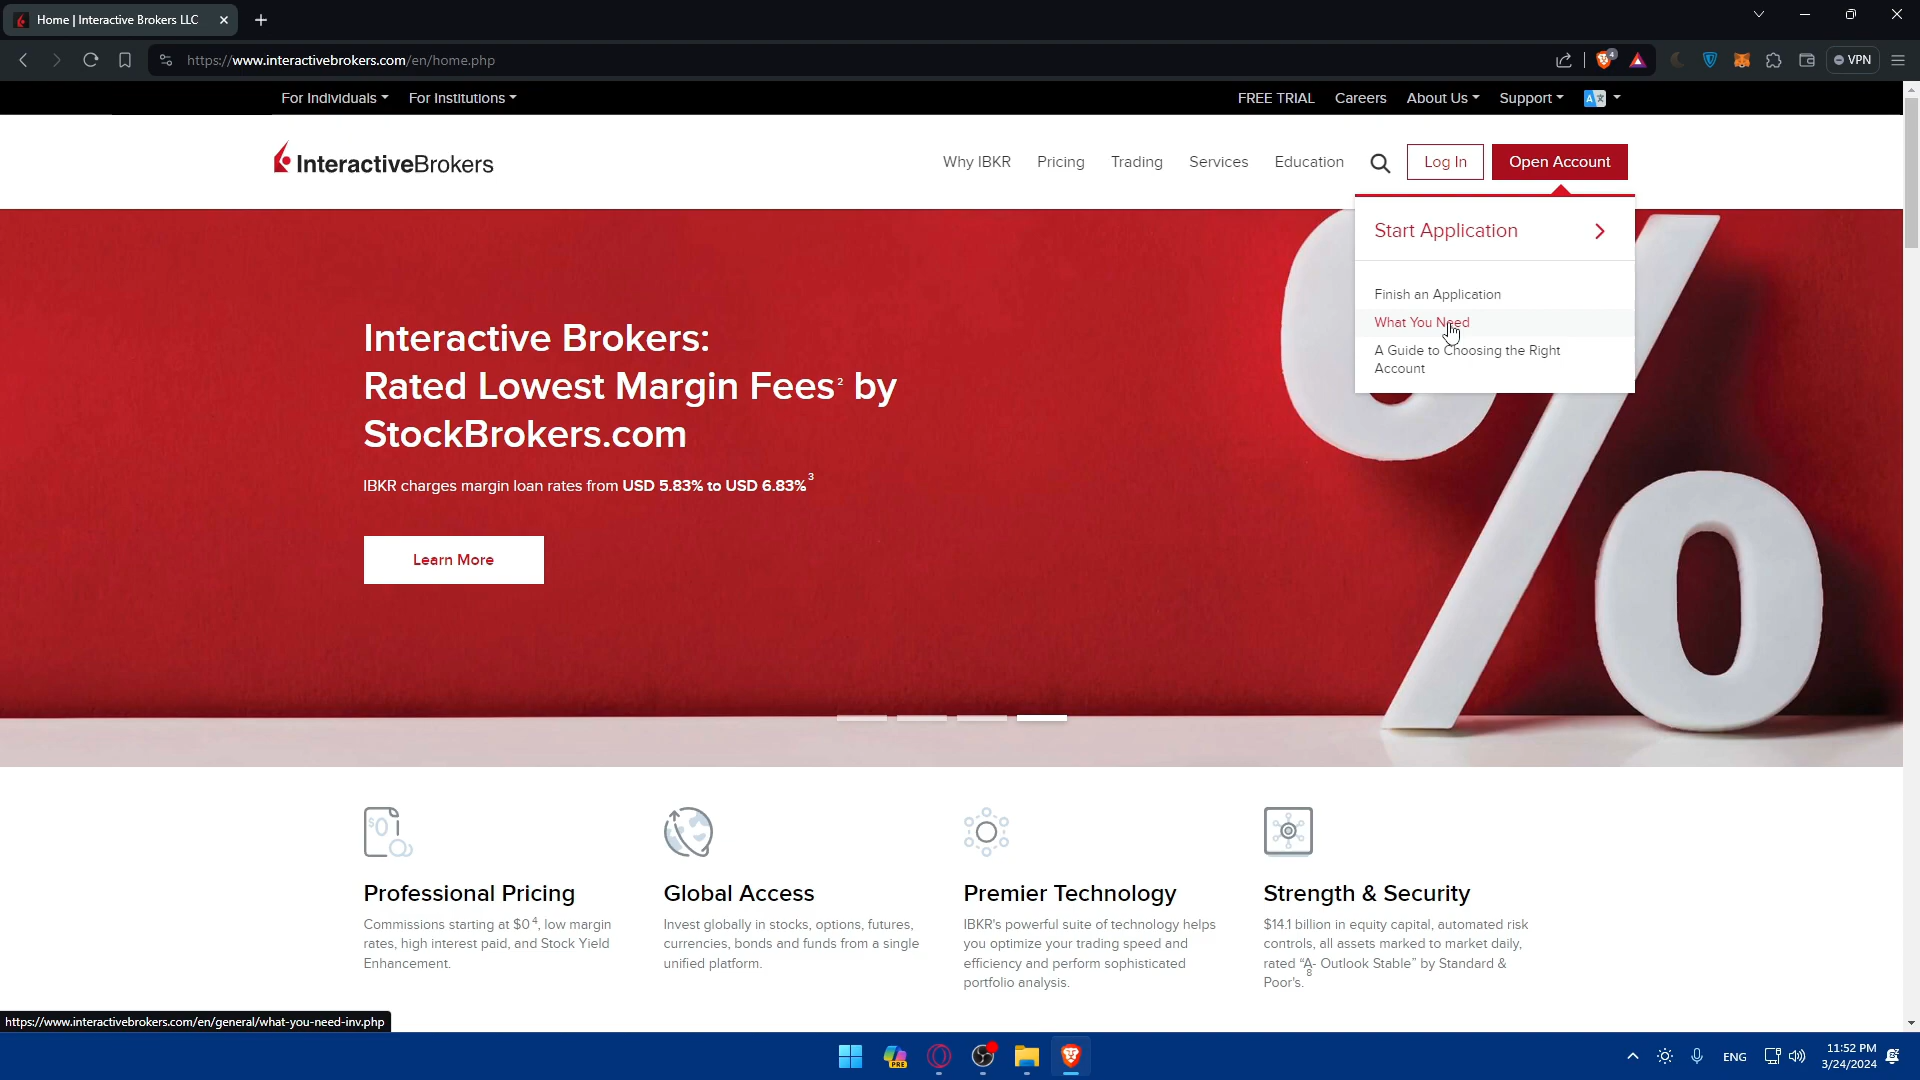 Home | Interactive Brokers LLC
https://www.interactivebrokers.com/en/home.php
4
VPN
For Individuals
For Institutions
FREE TRIAL
Careers
About Us
Support
InteractiveBrokers
Why IBKR
Pricing
Trading
Services
Education
Log In
Open Account
Start Application
Finish an Application
What You Need
A Guide to Choosing the Right
Account
Interactive Brokers:
Rated Lowest Margin Fees2 by
StockBrokers.com
IBKR charges margin loan rates from USD 5.83% to USD 6.83%3
Learn More
%
Professional Pricing
Commissions starting at $04, low margin
rates, high interest paid, and Stock Yield
Enhancement.
Global Access
Invest globally in stocks, options, futures,
currencies, bonds and funds from a single
unified platform.
Premier Technology
IBKR's powerful suite of technology helps
you optimize your trading speed and
efficiency and perform sophisticated
portfolio analysis.
Strength & Security
$14.1 billion in equity capital, automated risk
controls, all assets marked to market daily,
rated “A- Outlook Stable” by Standard &
Poor's.8
https://www.interactivebrokers.com/en/general/what-you-need-inv.php
PRE
ENG
11:52 PM
3/24/2024